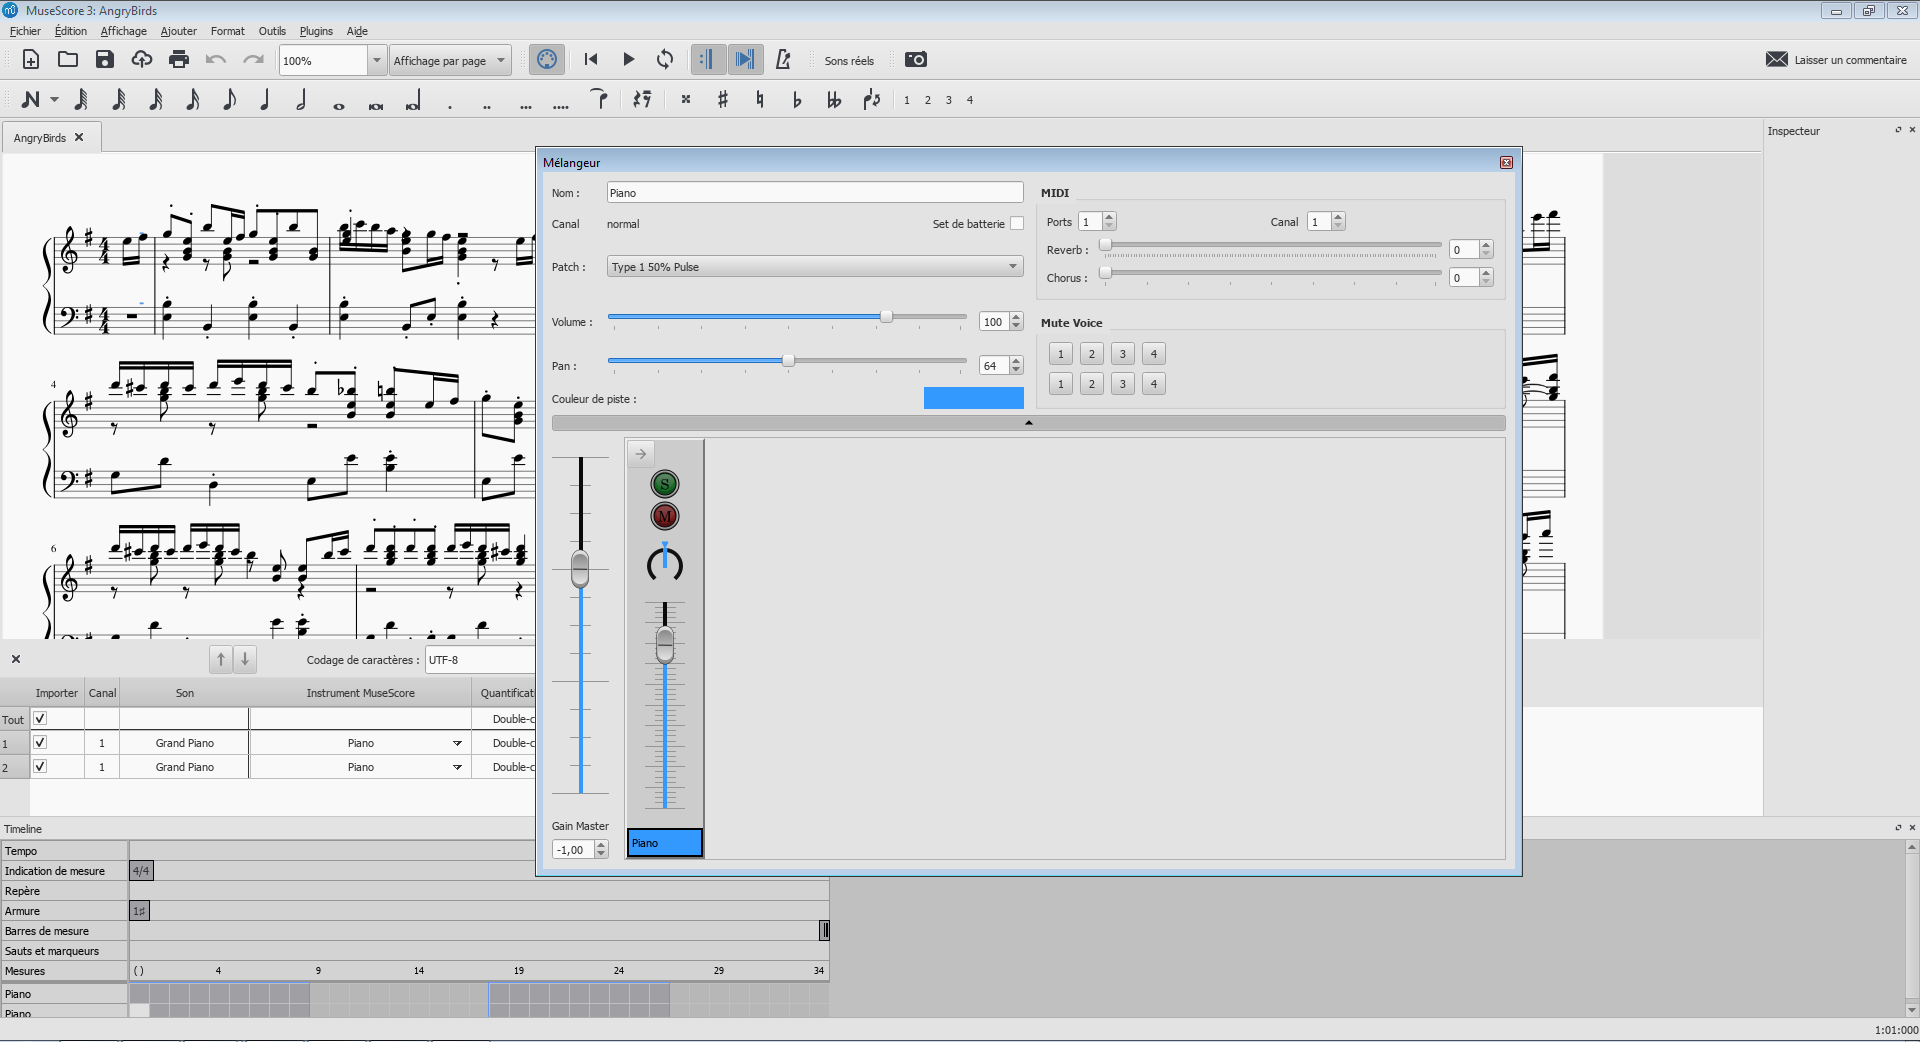 MuseScore 3: AngryBirds
Fichier Édition Affichage Ajouter Format Outils Plugins Aide
100% Affichage par page Sons réels Laisser un commentaire
1 2 3 4
AngryBirds
Inspecteur
Mélangeur
Nom : Piano
Canal normal Set de batterie
Patch : Type 1 50% Pulse
Volume : 100
Pan : 64
Couleur de piste :
MIDI
Ports 1 Canal 1
Reverb : 0
Chorus : 0
Mute Voice
1 2 3 4
1 2 3 4
S
M
Gain Master
-1,00
Piano
4
6
Codage de caractères : UTF-8
Importer Canal Son Instrument MuseScore Quantificati
Tout Double-c
1 1 Grand Piano Piano Double-c
2 1 Grand Piano Piano Double-c
Timeline
Tempo
Indication de mesure 4/4
Repère
Armure 1♯
Barres de mesure
Sauts et marqueurs
Mesures ( ) 4 9 14 19 24 29 34
Piano
Piano
1:01:000